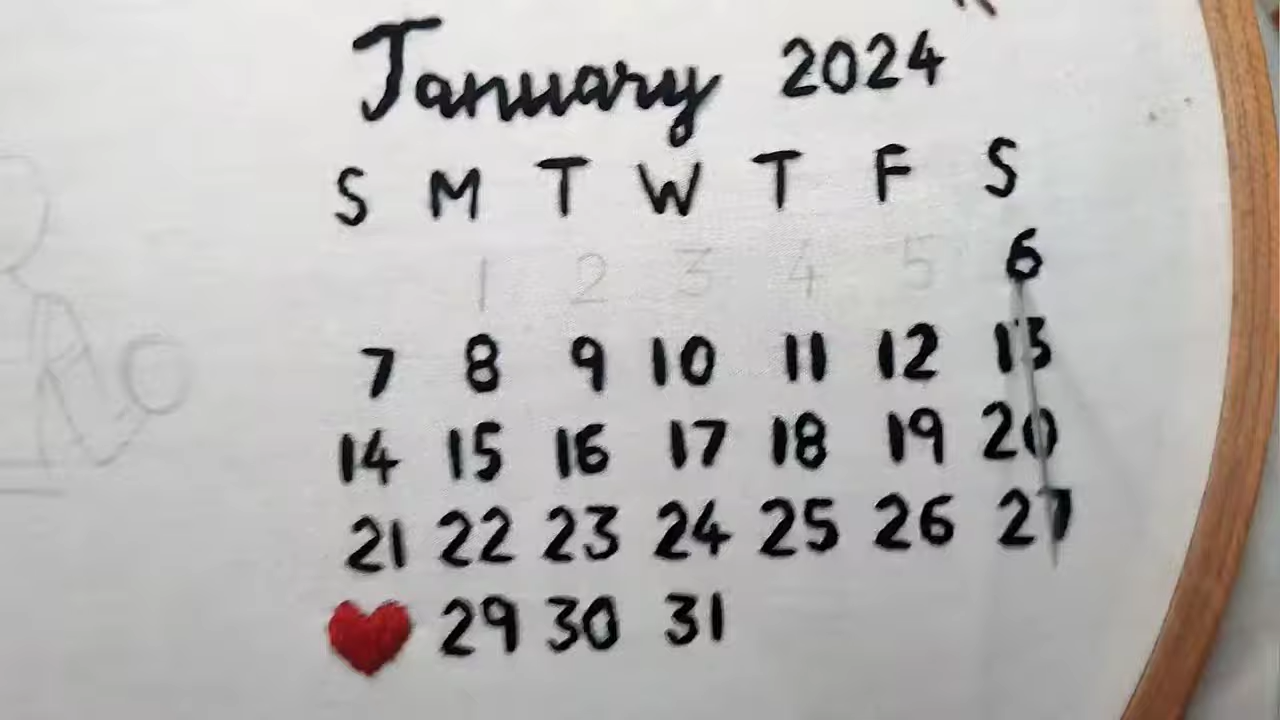 January 2024
S M T W T F S
1 2 3 4 5 6
7 8 9 10 11 12 13
14 15 16 17 18 19 20
21 22 23 24 25 26 27
29 30 31